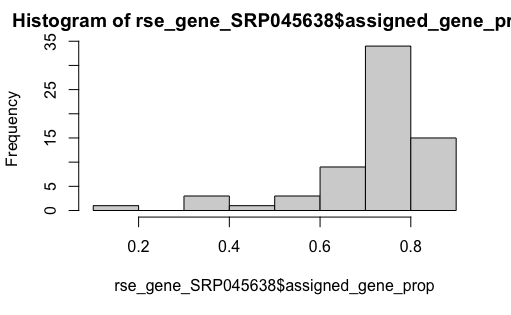 Histogram of rse_gene_SRP045638$assigned_gene_pr
Frequency
35
25
15
5
0
0.2 0.4 0.6 0.8
rse_gene_SRP045638$assigned_gene_prop